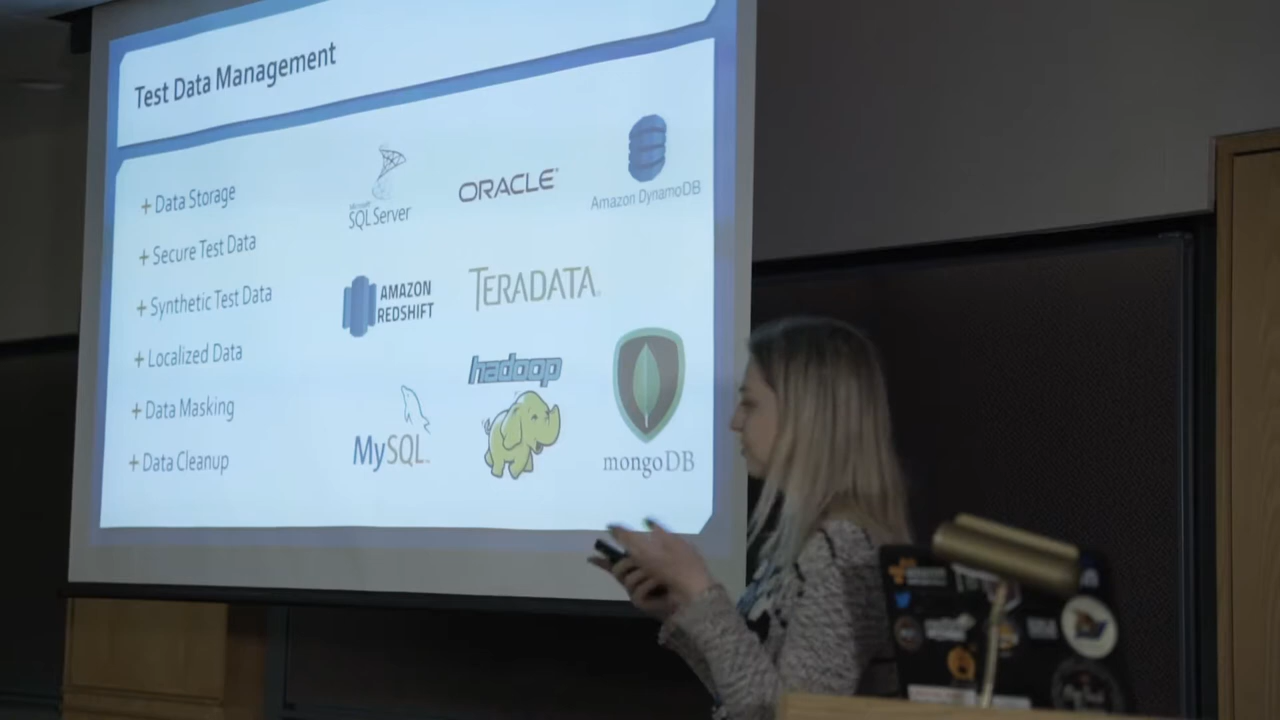 Test Data Management
+ Data Storage
+ Secure Test Data
+ Synthetic Test Data
+ Localized Data
+ Data Masking
+ Data Cleanup
Microsoft
SQL Server
ORACLE
Amazon DynamoDB
AMAZON
REDSHIFT
TERADATA
MySQL
hadoop
mongoDB